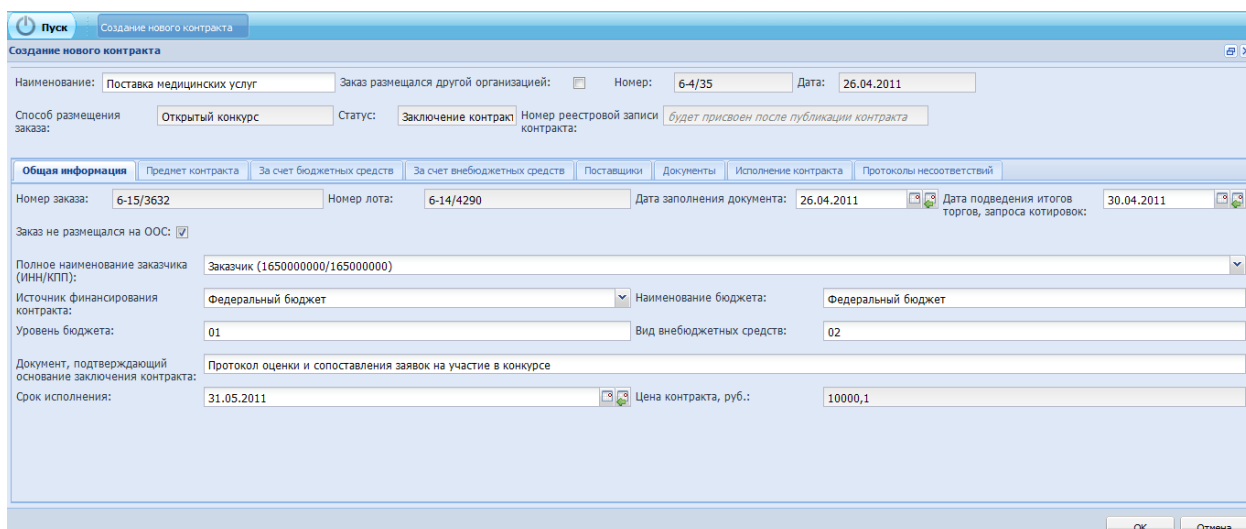 Пуск Создание нового контракта
Создание нового контракта
Наименование: Поставка медицинских услуг Заказ размещался другой организацией: Номер: 6-4/35 Дата: 26.04.2011
Способ размещения заказа: Открытый конкурс Статус: Заключение контракт Номер реестровой записи контракта: будет присвоен после публикации контракта
Общая информация Предмет контракта За счет бюджетных средств За счет внебюджетных средств Поставщики Документы Исполнение контракта Протоколы несоответствий
Номер заказа: 6-15/3632 Номер лота: 6-14/4290 Дата заполнения документа: 26.04.2011 Дата подведения итогов торгов, запроса котировок: 30.04.2011
Заказ не размещался на ООС:
Полное наименование заказчика (ИНН/КПП): Заказчик (1650000000/165000000)
Источник финансирования контракта: Федеральный бюджет Наименование бюджета: Федеральный бюджет
Уровень бюджета: 01 Вид внебюджетных средств: 02
Документ, подтверждающий основание заключения контракта: Протокол оценки и сопоставления заявок на участие в конкурсе
Срок исполнения: 31.05.2011 Цена контракта, руб.: 10000,1
ОК Отмена